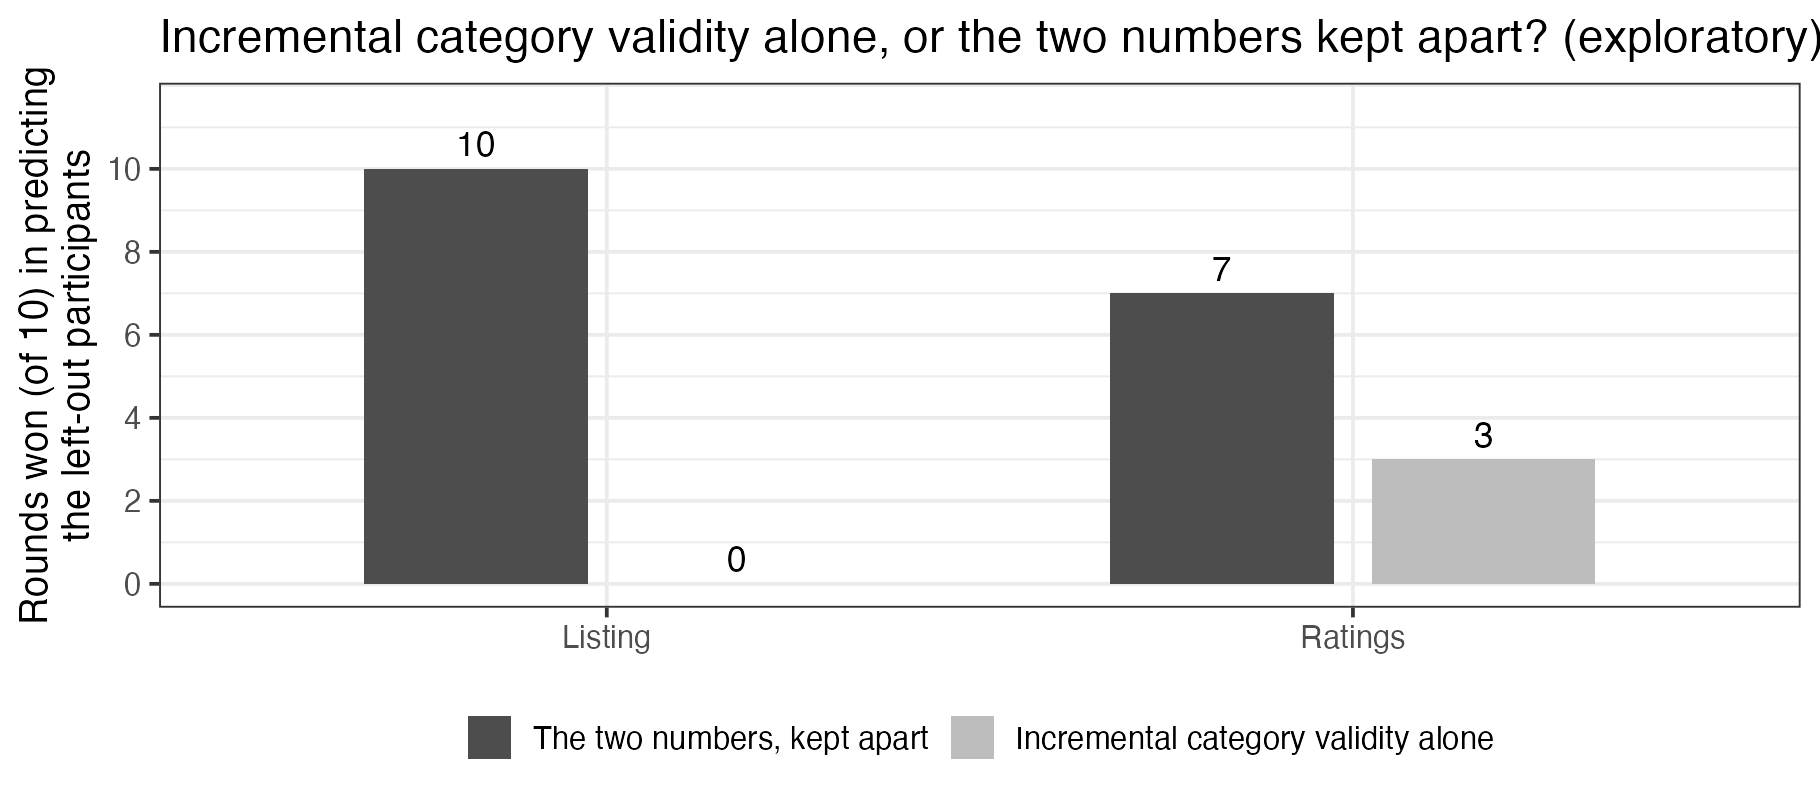 Incremental category validity alone, or the two numbers kept apart? (exploratory)
Rounds won (of 10) in predicting
the left-out participants
10
8
6
4
2
0
10
0
7
3
Listing
Ratings
The two numbers, kept apart
Incremental category validity alone